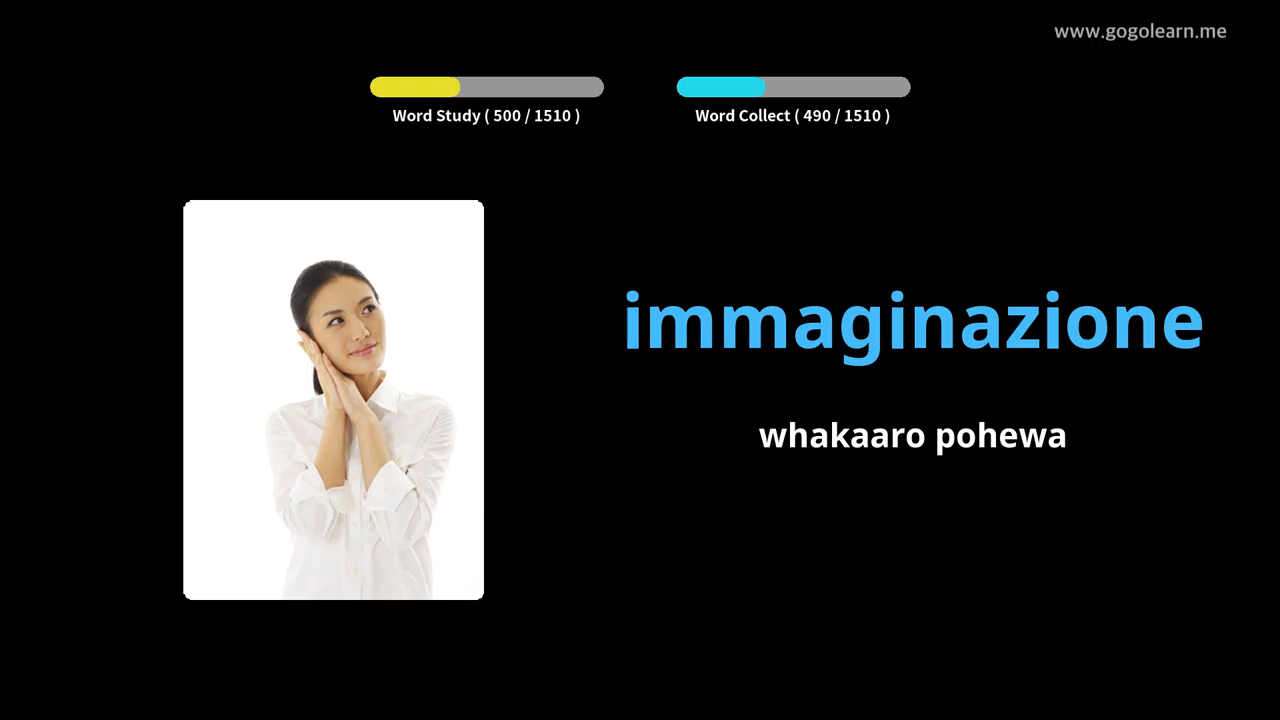 www.gogolearn.me
Word Study ( 500 / 1510 )
Word Collect ( 490 / 1510 )
immaginazione
whakaaro pohewa